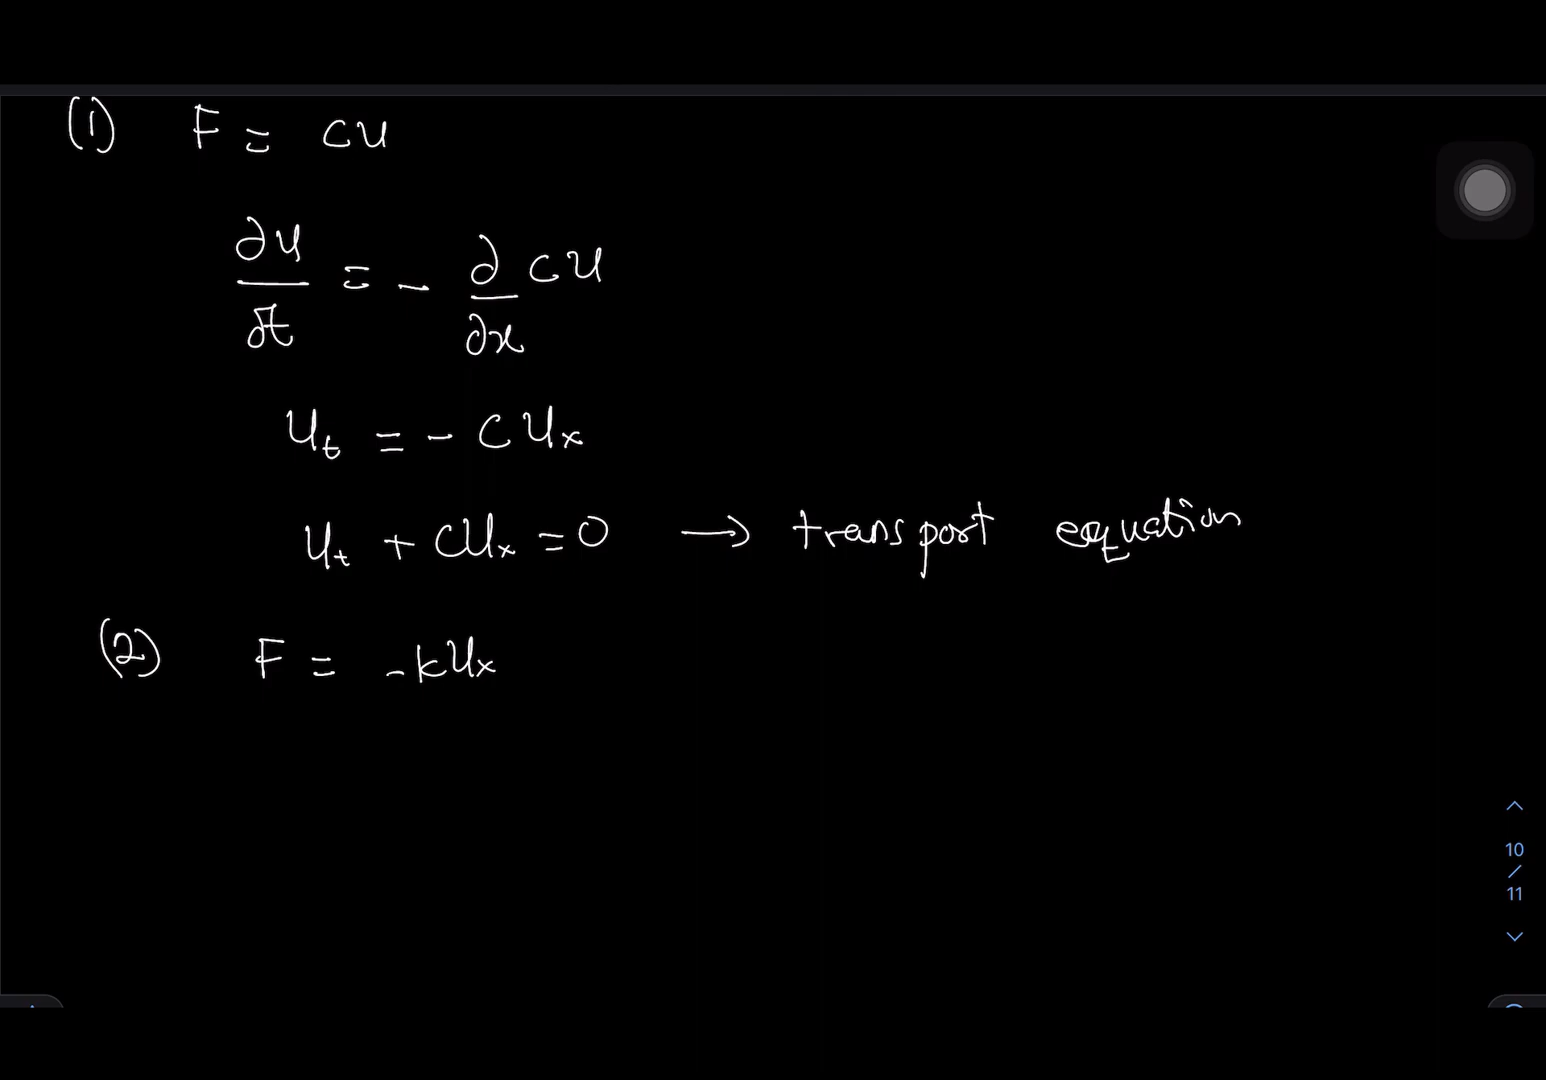 (1) F = cu
∂u/∂t = - ∂/∂x cu
u_t = - c u_x
u_t + cu_x = 0 → transport equation
(2) F = -ku_x
10
/
11